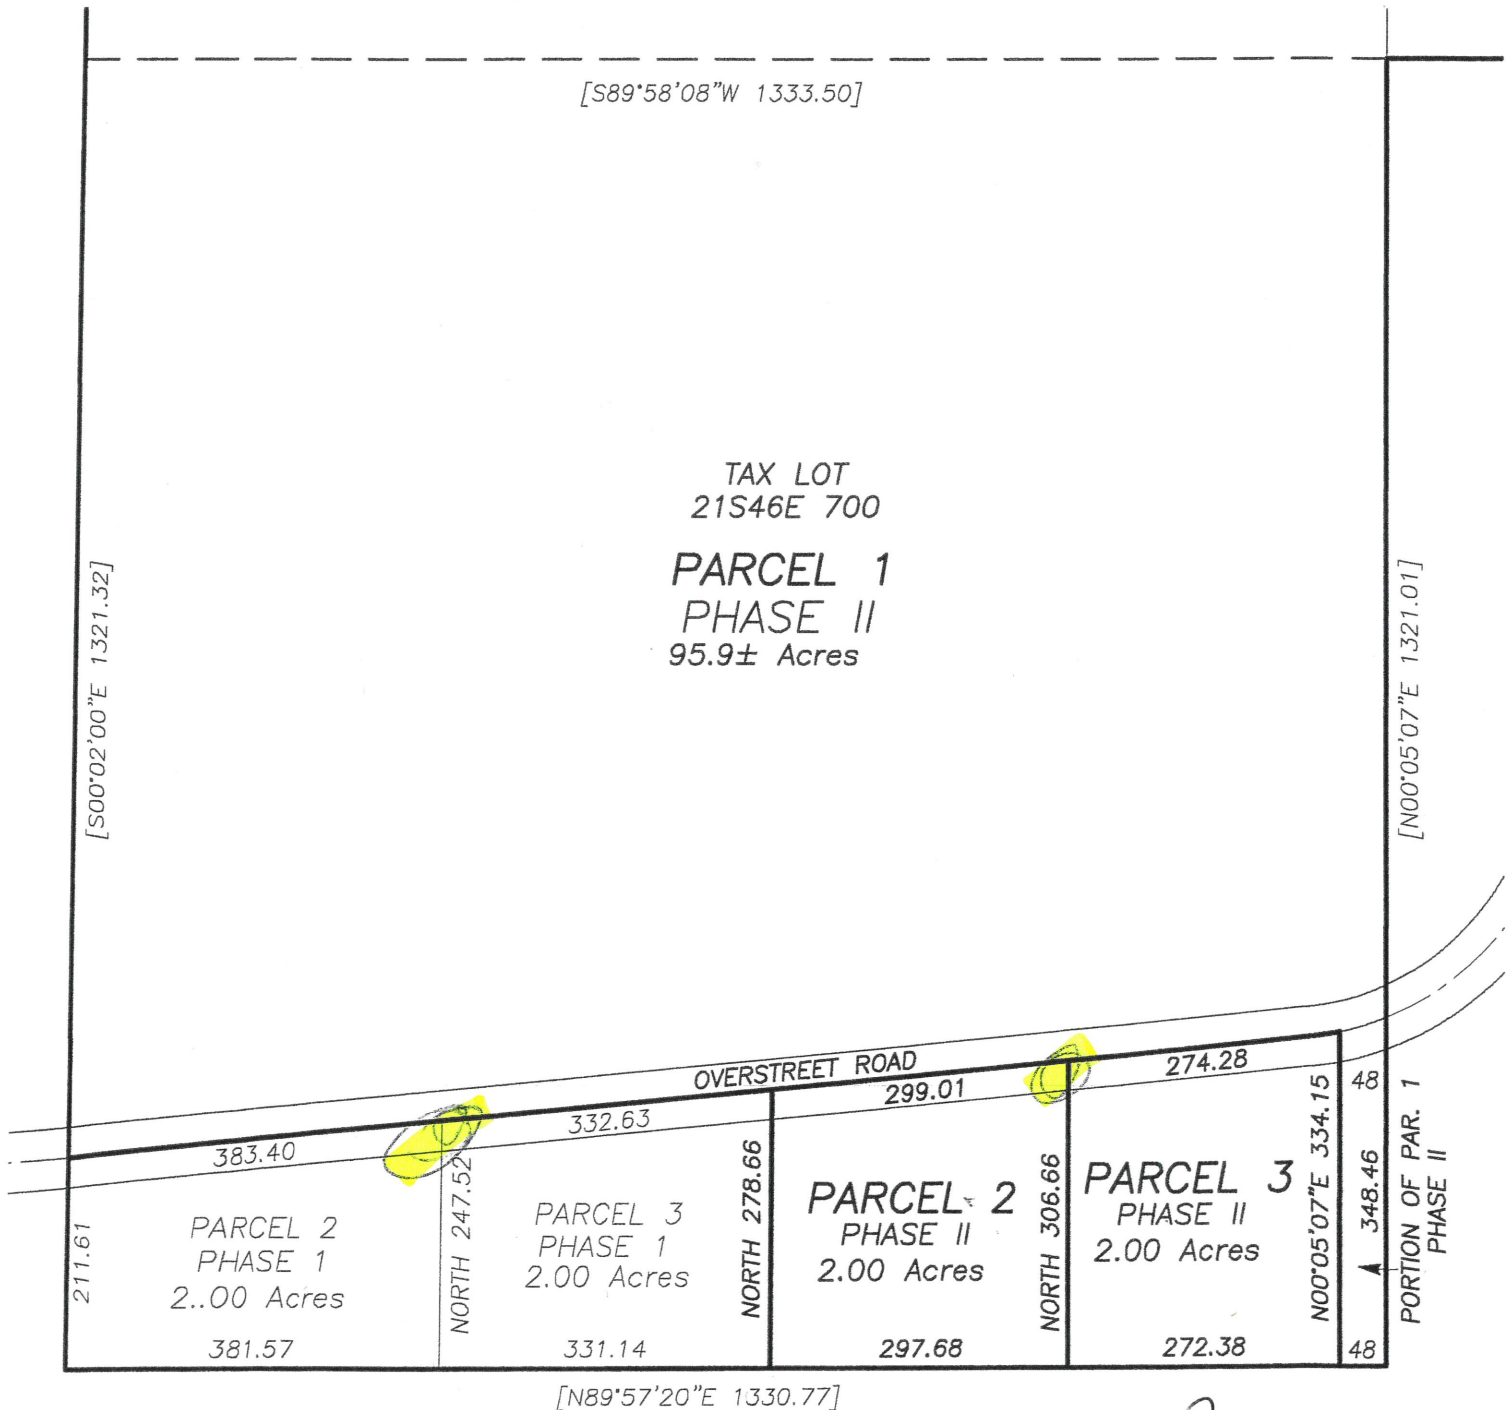 [S89°58'08"W 1333.50]
TAX LOT
21S46E 700
PARCEL 1
PHASE II
95.9± Acres
[S00°02'00"E 1321.32]
[N00°05'07"E 1321.01]
OVERSTREET ROAD
383.40
332.63
299.01
274.28
48
211.61
PARCEL 2
PHASE 1
2..00 Acres
381.57
NORTH 247.52
PARCEL 3
PHASE 1
2.00 Acres
331.14
NORTH 278.66
PARCEL 2
PHASE II
2.00 Acres
297.68
NORTH 306.66
PARCEL 3
PHASE II
2.00 Acres
272.38
N00°05'07"E 334.15
348.46
48
PORTION OF PAR. 1
PHASE II
[N89°57'20"E 1330.77]